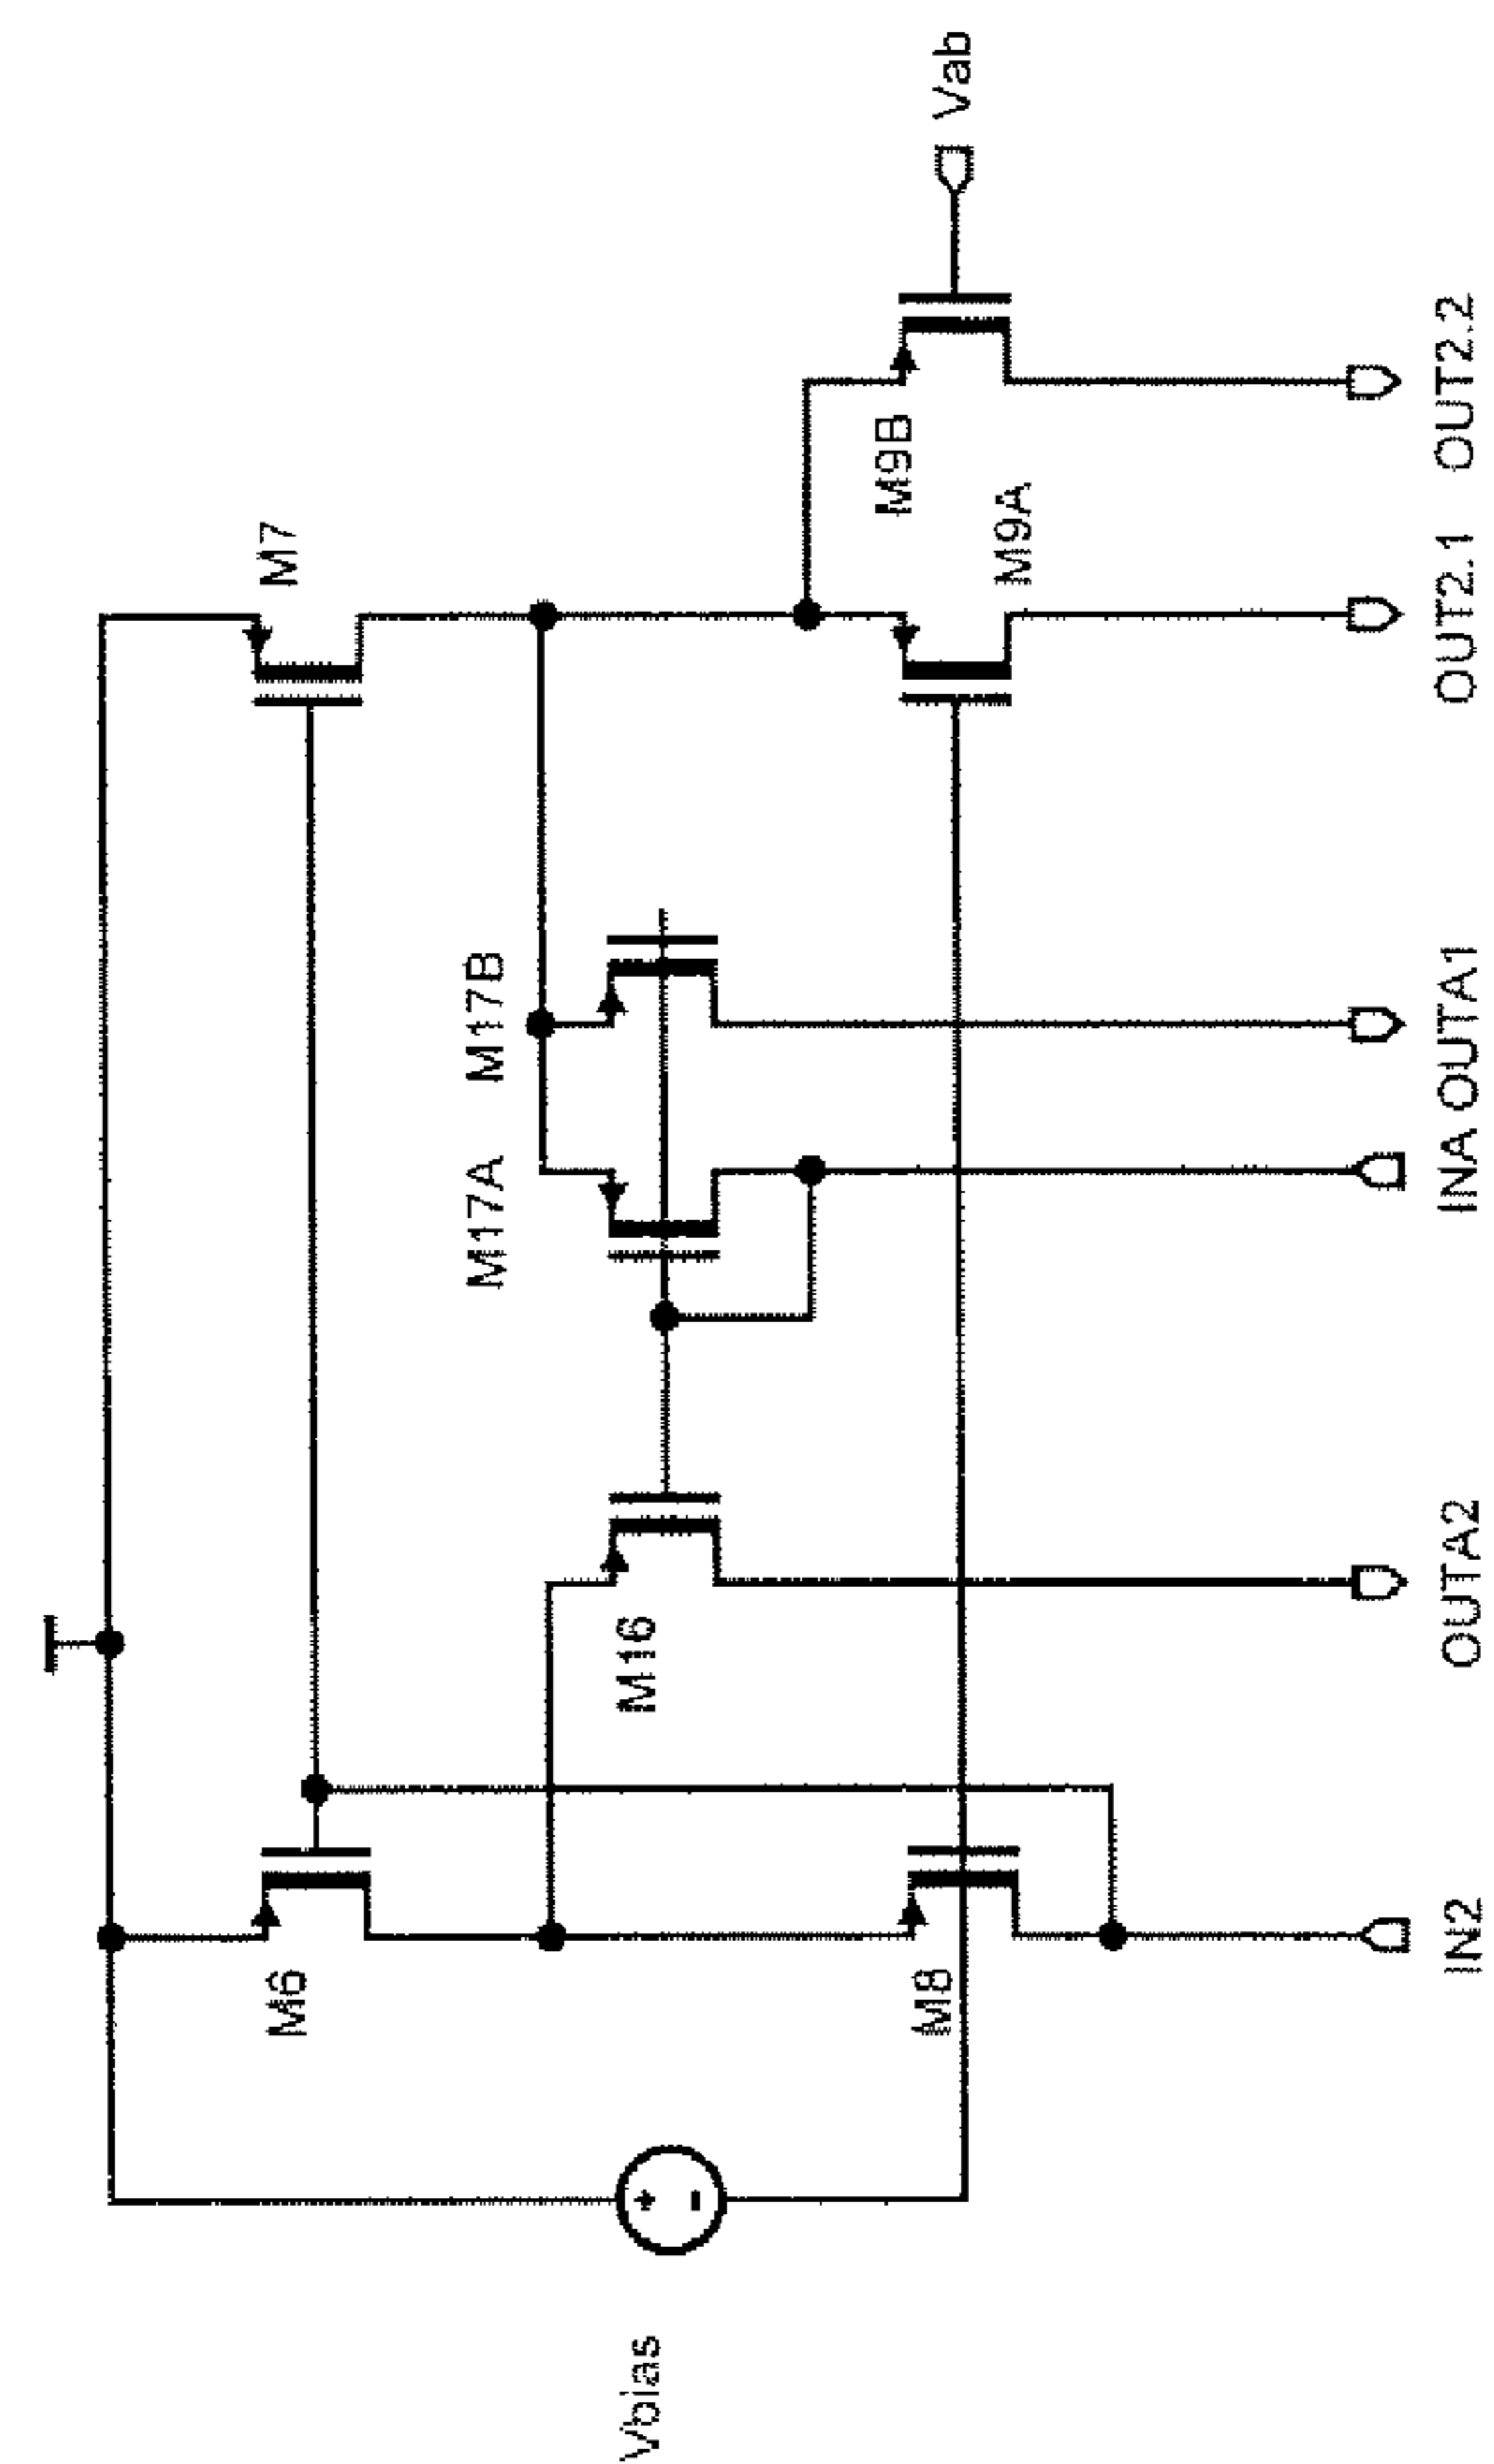 Vbias
M6
M8
IN2
M16
OUTA2
M17A
M17B
INA
OUTA1
M7
M9A
M9B
OUT2.1
OUT2.2
Vab
+
-